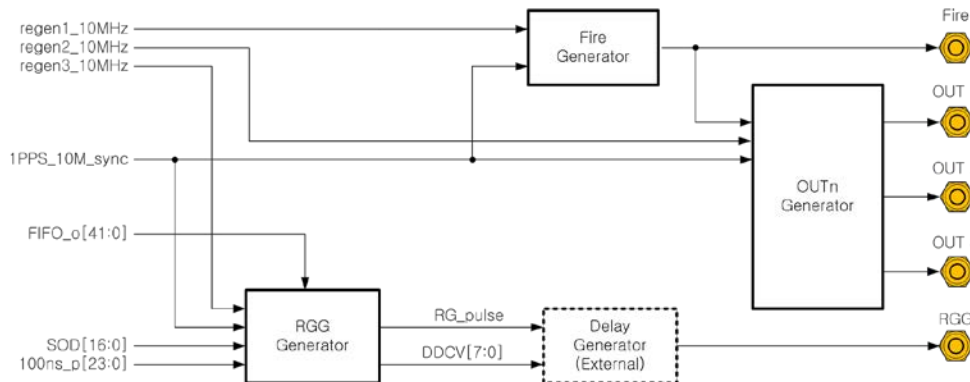 Fire
regen1_10MHz
regen2_10MHz
regen3_10MHz
Fire
Generator
OUT
1PPS_10M_sync
OUT
OUTn
Generator
FIFO_o[41:0]
OUT
RGG
Generator
RG_pulse
DDCV[7:0]
Delay
Generator
(External)
RGG
SOD[16:0]
100ns_p[23:0]